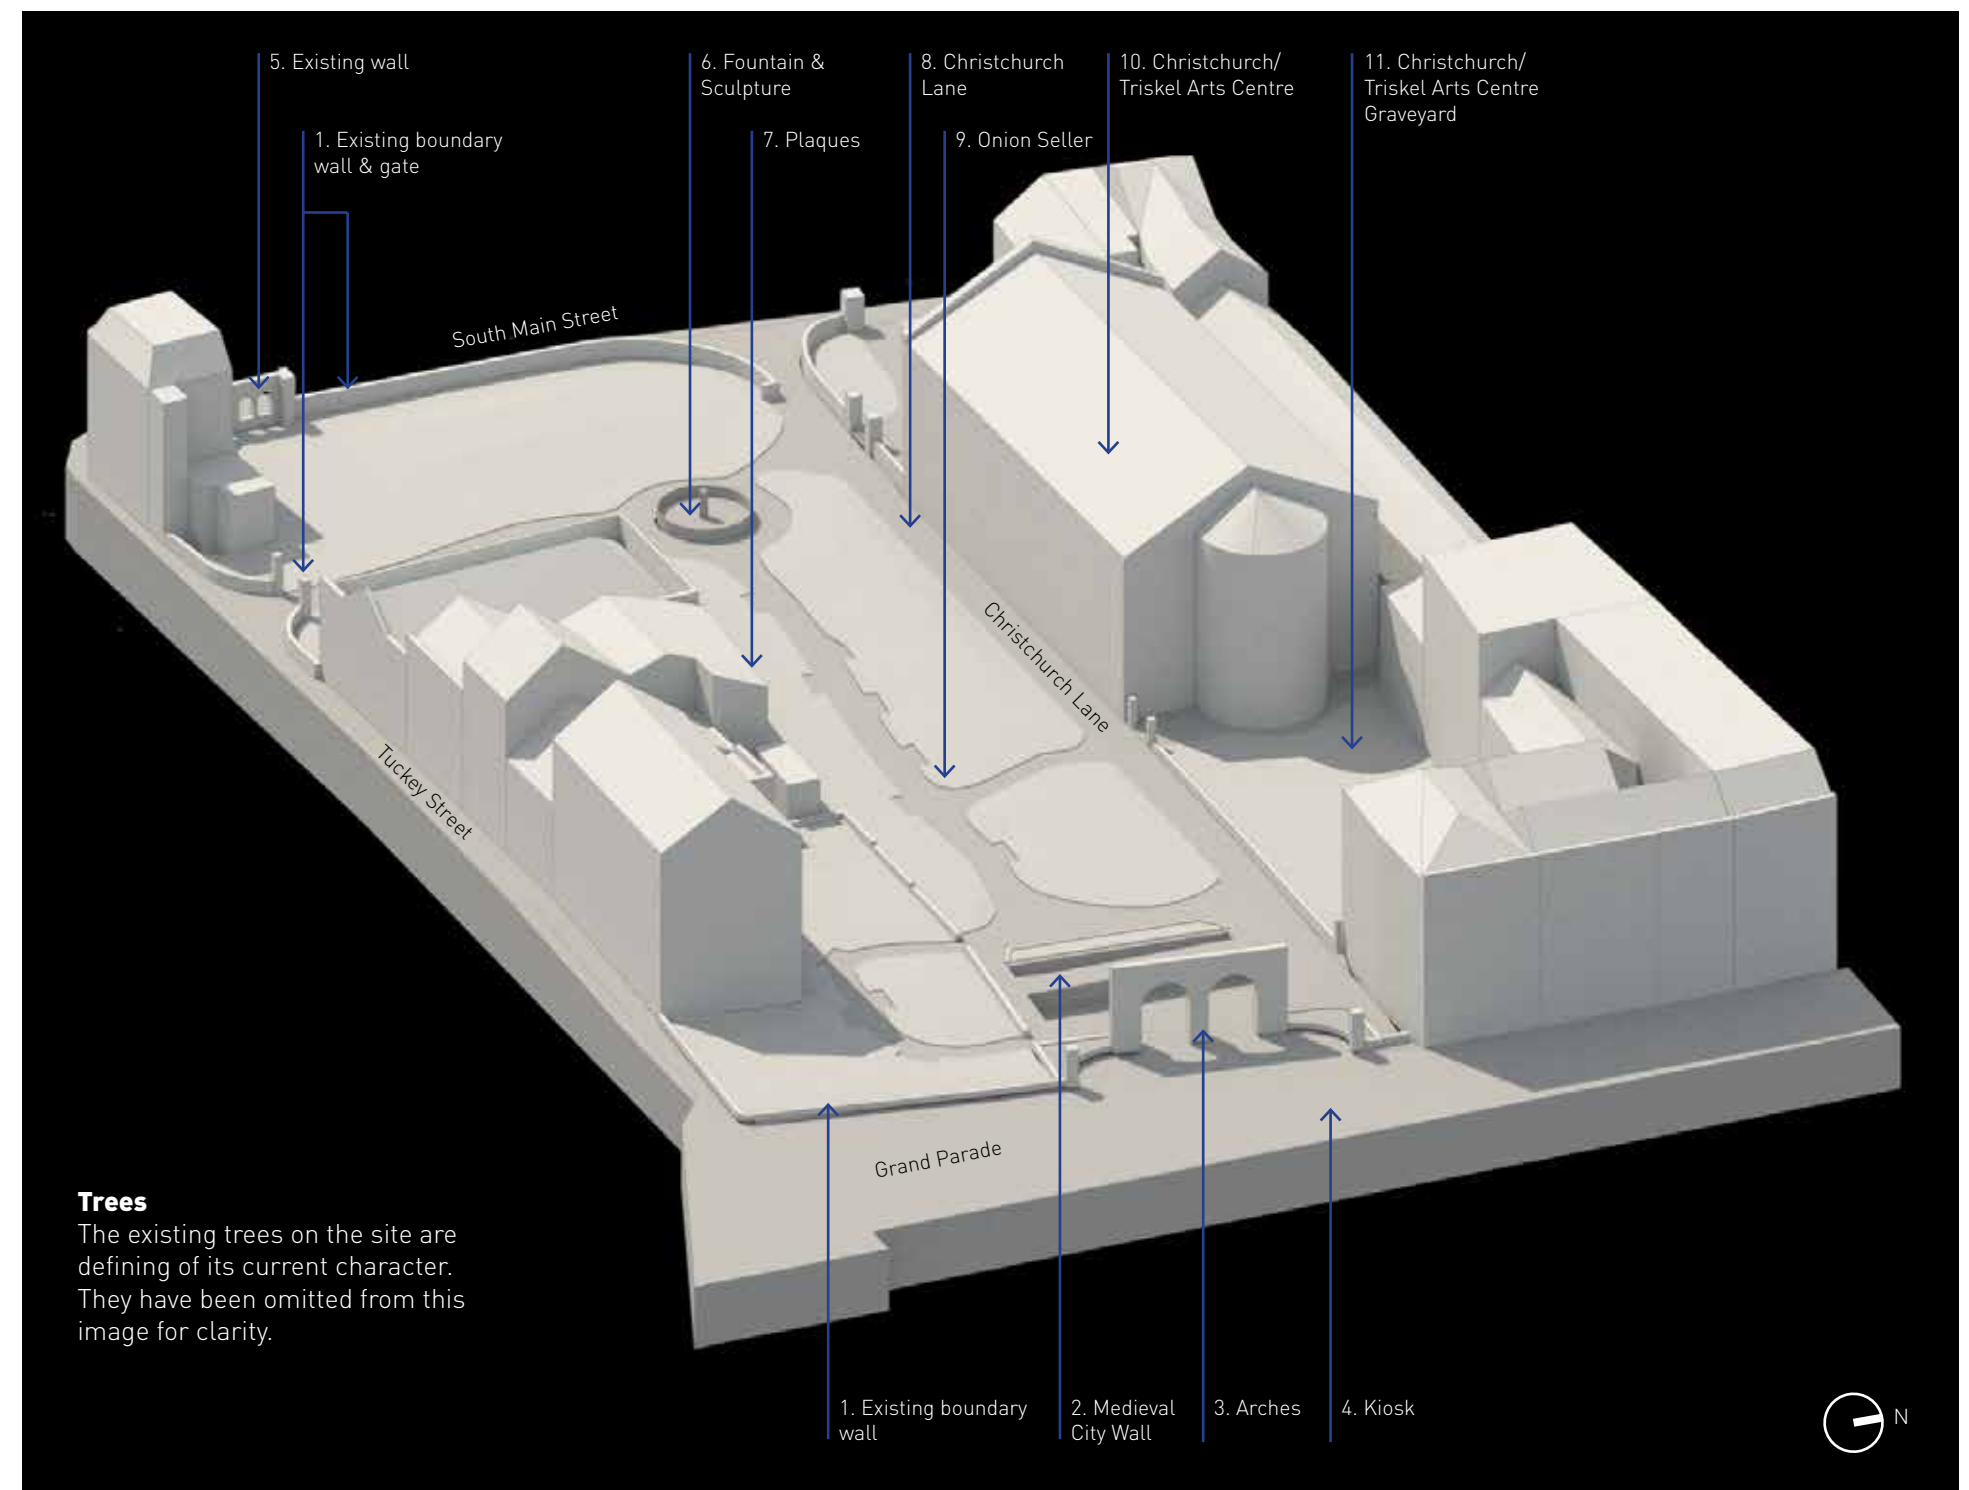 5. Existing wall
1. Existing boundary
wall & gate
6. Fountain &
Sculpture
7. Plaques
8. Christchurch
Lane
9. Onion Seller
10. Christchurch/
Triskel Arts Centre
11. Christchurch/
Triskel Arts Centre
Graveyard
South Main Street
Christchurch Lane
Tuckey Street
Grand Parade
Trees
The existing trees on the site are
defining of its current character.
They have been omitted from this
image for clarity.
1. Existing boundary
wall
2. Medieval
City Wall
3. Arches
4. Kiosk
N